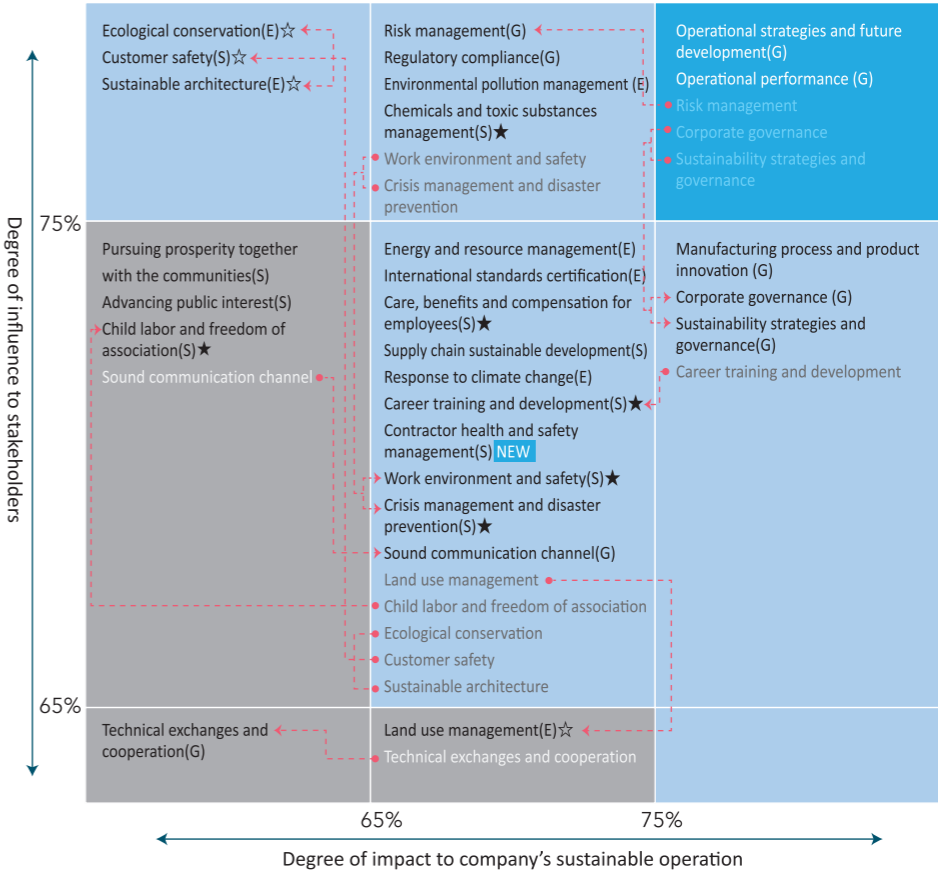 Ecological conservation(E)☆
Customer safety(S)☆
Sustainable architecture(E)☆
Risk management(G)
Regulatory compliance(G)
Environmental pollution management (E)
Chemicals and toxic substances
management(S)★
Work environment and safety
Crisis management and disaster
prevention
Operational strategies and future
development(G)
Operational performance (G)
Risk management
Corporate governance
Sustainability strategies and
governance
75%
Degree of influence to stakeholders
Pursuing prosperity together
with the communities(S)
Advancing public interest(S)
Child labor and freedom of
association(S)★
Sound communication channel
Energy and resource management(E)
International standards certification(E)
Care, benefits and compensation for
employees(S)★
Supply chain sustainable development(S)
Response to climate change(E)
Career training and development(S)★
Contractor health and safety
management(S) NEW
Work environment and safety(S)★
Crisis management and disaster
prevention(S)★
Sound communication channel(G)
Land use management
Child labor and freedom of association
Ecological conservation
Customer safety
Sustainable architecture
Manufacturing process and product
innovation (G)
Corporate governance (G)
Sustainability strategies and
governance(G)
Career training and development
65%
Technical exchanges and
cooperation(G)
Land use management(E)☆
Technical exchanges and cooperation
65%
75%
Degree of impact to company's sustainable operation